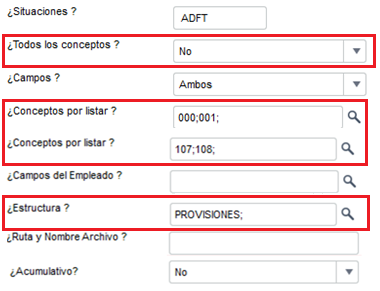 ¿Situaciones ? ADFT
¿Todos los conceptos ? No
¿Campos ? Ambos
¿Conceptos por listar ? 000;001;
¿Conceptos por listar ? 107;108;
¿Campos del Empleado ?
¿Estructura ? PROVISIONES;
¿Ruta y Nombre Archivo ?
¿Acumulativo? No